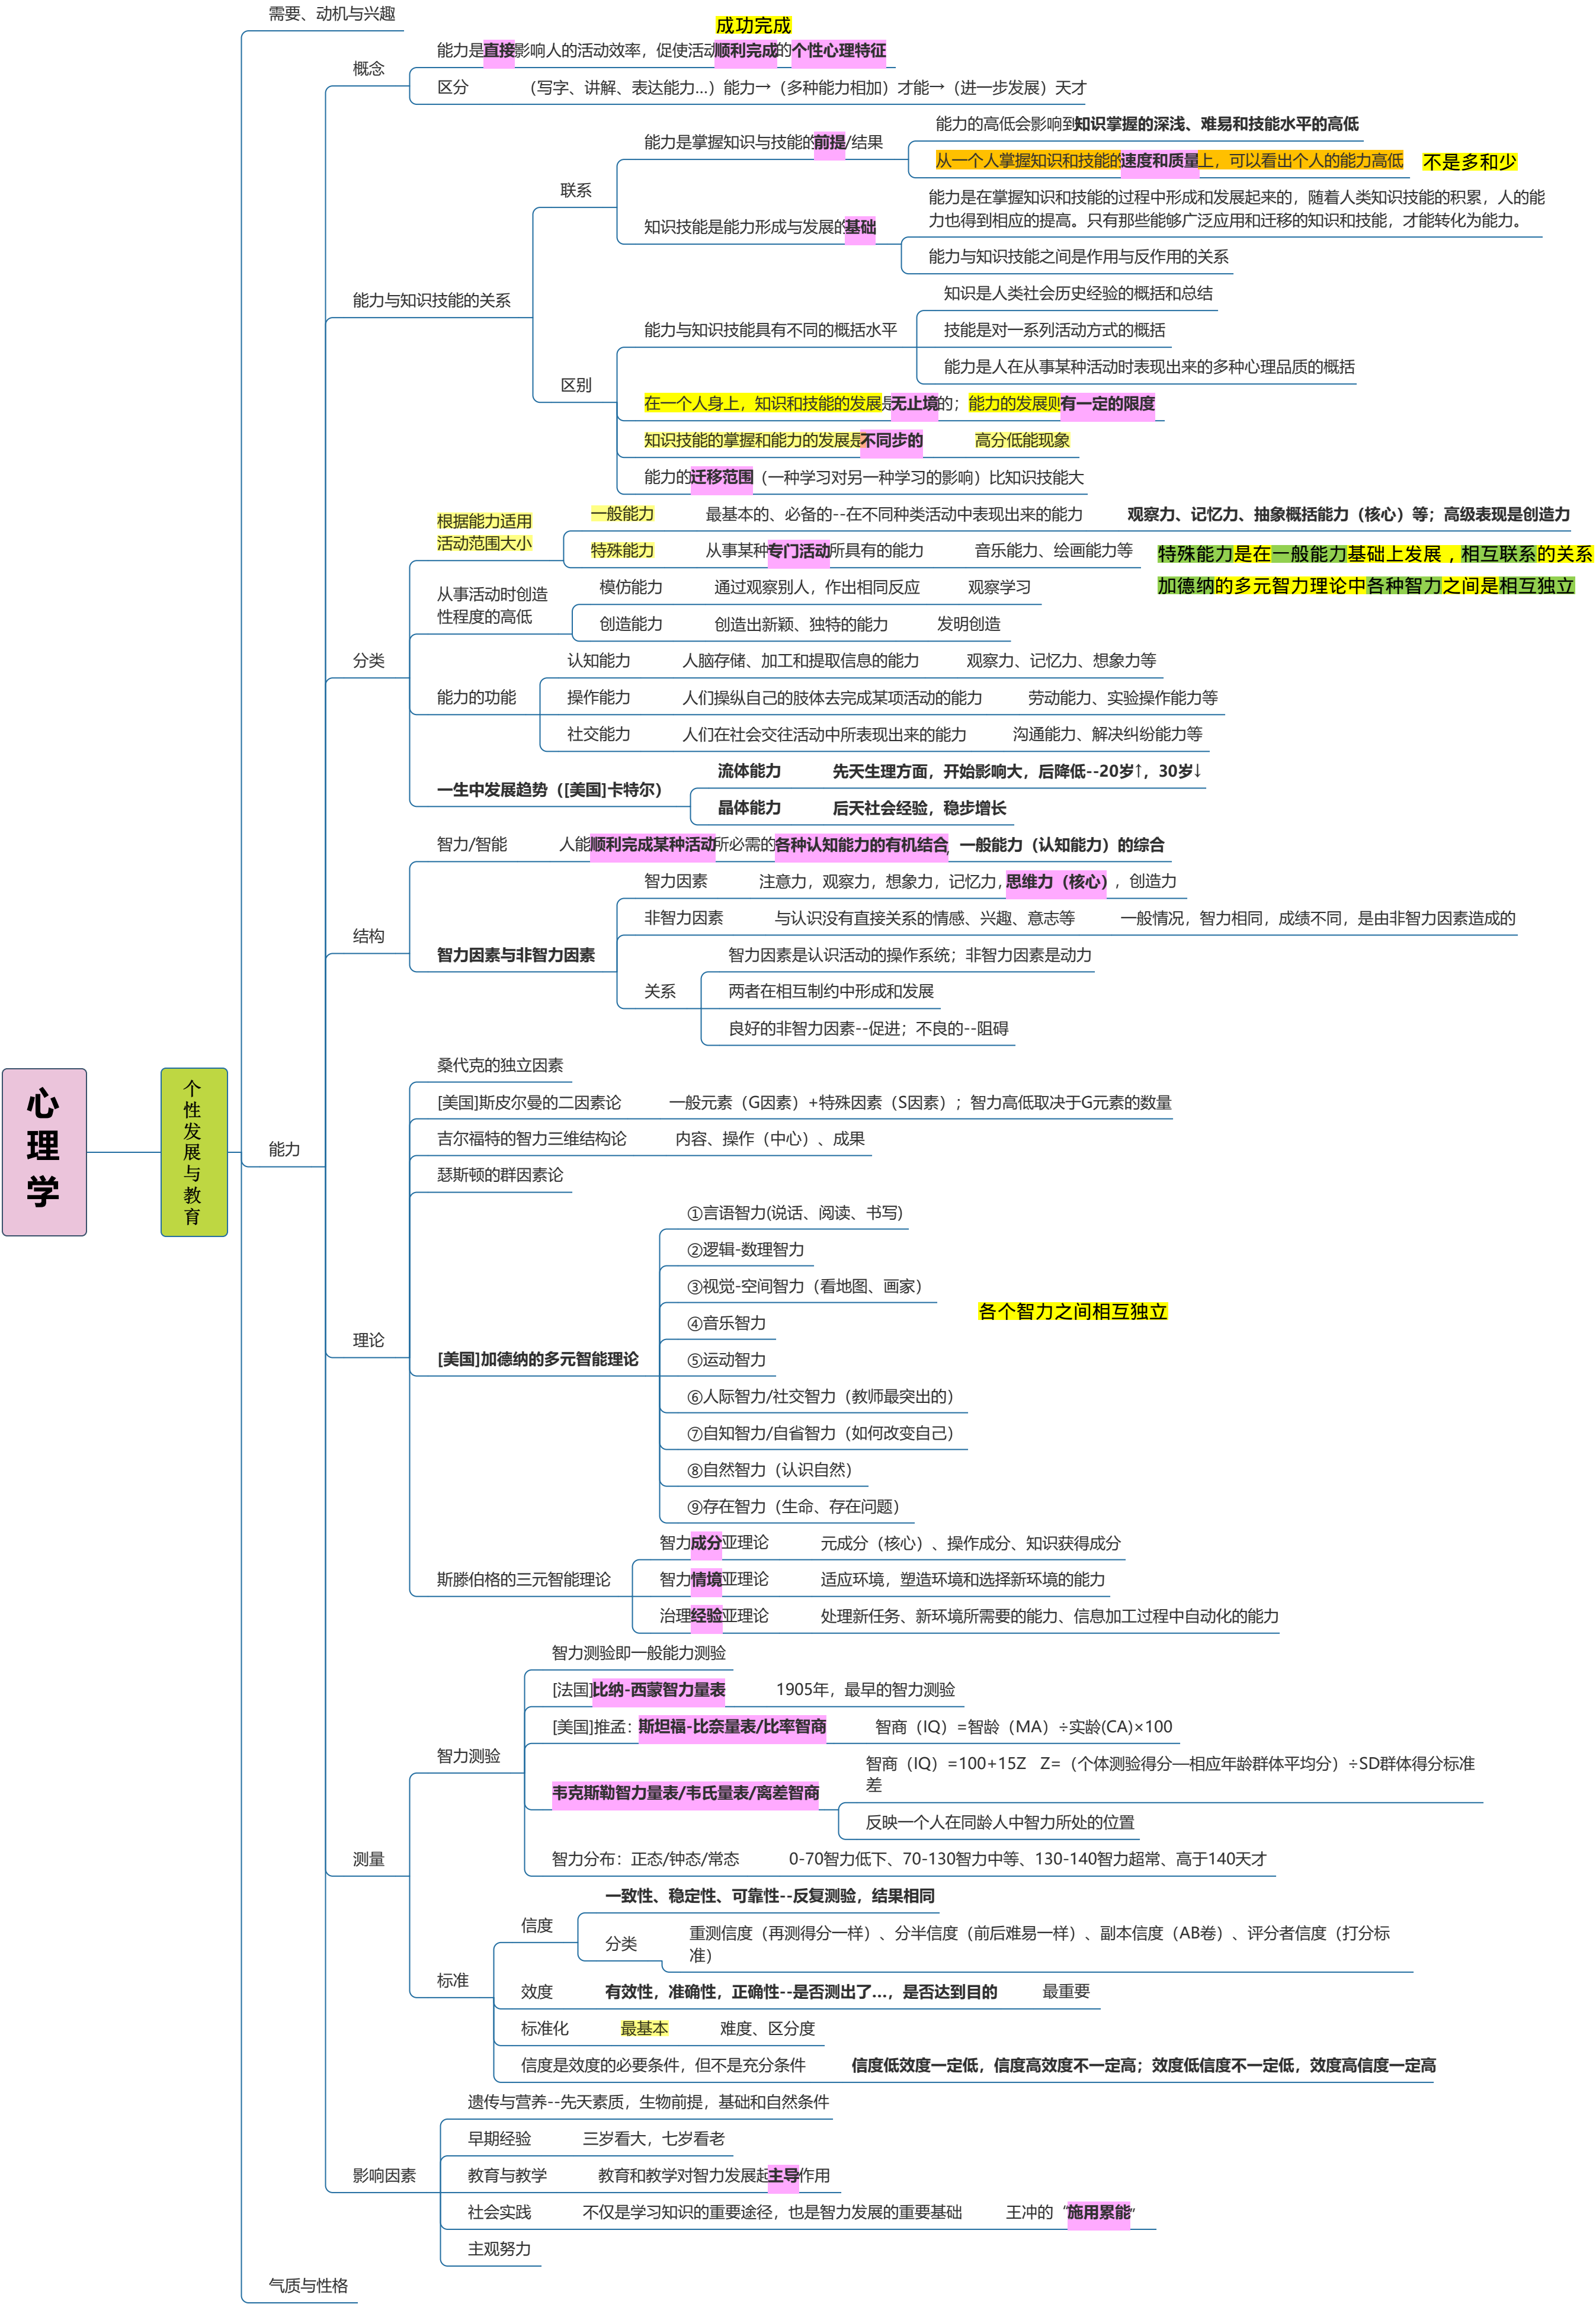 心理学
个性发展与教育
需要、动机与兴趣
能力
概念
成功完成
能力是直接影响人的活动效率，促使活动顺利完成的个性心理特征
区分 （写字、讲解、表达能力...）能力→（多种能力相加）才能→（进一步发展）天才
能力与知识技能的关系
联系
能力是掌握知识与技能的前提/结果
能力的高低会影响到知识掌握的深浅、难易和技能水平的高低
从一个人掌握知识和技能的速度和质量上，可以看出个人的能力高低 不是多和少
知识技能是能力形成与发展的基础
能力是在掌握知识和技能的过程中形成和发展起来的，随着人类知识技能的积累，人的能
力也得到相应的提高。只有那些能够广泛应用和迁移的知识和技能，才能转化为能力。
能力与知识技能之间是作用与反作用的关系
区别
能力与知识技能具有不同的概括水平
知识是人类社会历史经验的概括和总结
技能是对一系列活动方式的概括
能力是人在从事某种活动时表现出来的多种心理品质的概括
在一个人身上，知识和技能的发展是无止境的；能力的发展则有一定的限度
知识技能的掌握和能力的发展是不同步的 高分低能现象
能力的迁移范围（一种学习对另一种学习的影响）比知识技能大
分类
根据能力适用
活动范围大小
一般能力 最基本的、必备的--在不同种类活动中表现出来的能力 观察力、记忆力、抽象概括能力（核心）等；高级表现是创造力
特殊能力 从事某种专门活动所具有的能力 音乐能力、绘画能力等
特殊能力是在一般能力基础上发展，相互联系的关系
加德纳的多元智力理论中各种智力之间是相互独立
从事活动时创造
性程度的高低
模仿能力 通过观察别人，作出相同反应 观察学习
创造能力 创造出新颖、独特的能力 发明创造
能力的功能
认知能力 人脑存储、加工和提取信息的能力 观察力、记忆力、想象力等
操作能力 人们操纵自己的肢体去完成某项活动的能力 劳动能力、实验操作能力等
社交能力 人们在社会交往活动中所表现出来的能力 沟通能力、解决纠纷能力等
一生中发展趋势（[美国]卡特尔）
流体能力 先天生理方面，开始影响大，后降低--20岁↑，30岁↓
晶体能力 后天社会经验，稳步增长
结构
智力/智能 人能顺利完成某种活动所必需的各种认知能力的有机结合，一般能力（认知能力）的综合
智力因素与非智力因素
智力因素 注意力，观察力，想象力，记忆力，思维力（核心），创造力
非智力因素 与认识没有直接关系的情感、兴趣、意志等 一般情况，智力相同，成绩不同，是由非智力因素造成的
关系
智力因素是认识活动的操作系统；非智力因素是动力
两者在相互制约中形成和发展
良好的非智力因素--促进；不良的--阻碍
理论
桑代克的独立因素
[美国]斯皮尔曼的二因素论 一般元素（G因素）+特殊因素（S因素）；智力高低取决于G元素的数量
吉尔福特的智力三维结构论 内容、操作（中心）、成果
瑟斯顿的群因素论
[美国]加德纳的多元智能理论
①言语智力(说话、阅读、书写)
②逻辑-数理智力
③视觉-空间智力（看地图、画家）
④音乐智力
⑤运动智力
⑥人际智力/社交智力（教师最突出的）
⑦自知智力/自省智力（如何改变自己）
⑧自然智力（认识自然）
⑨存在智力（生命、存在问题）
各个智力之间相互独立
斯滕伯格的三元智能理论
智力成分亚理论 元成分（核心）、操作成分、知识获得成分
智力情境亚理论 适应环境，塑造环境和选择新环境的能力
治理经验亚理论 处理新任务、新环境所需要的能力、信息加工过程中自动化的能力
测量
智力测验
智力测验即一般能力测验
[法国]比纳-西蒙智力量表 1905年，最早的智力测验
[美国]推孟：斯坦福-比奈量表/比率智商 智商（IQ）=智龄（MA）÷实龄(CA)×100
韦克斯勒智力量表/韦氏量表/离差智商
智商（IQ）=100+15Z Z=（个体测验得分—相应年龄群体平均分）÷SD群体得分标准
差
反映一个人在同龄人中智力所处的位置
智力分布：正态/钟态/常态 0-70智力低下、70-130智力中等、130-140智力超常、高于140天才
标准
信度
一致性、稳定性、可靠性--反复测验，结果相同
分类
重测信度（再测得分一样）、分半信度（前后难易一样）、副本信度（AB卷）、评分者信度（打分标
准）
效度 有效性，准确性，正确性--是否测出了...，是否达到目的 最重要
标准化 最基本 难度、区分度
信度是效度的必要条件，但不是充分条件 信度低效度一定低，信度高效度不一定高；效度低信度不一定低，效度高信度一定高
影响因素
遗传与营养--先天素质，生物前提，基础和自然条件
早期经验 三岁看大，七岁看老
教育与教学 教育和教学对智力发展起主导作用
社会实践 不仅是学习知识的重要途径，也是智力发展的重要基础 王冲的“施用累能”
主观努力
气质与性格